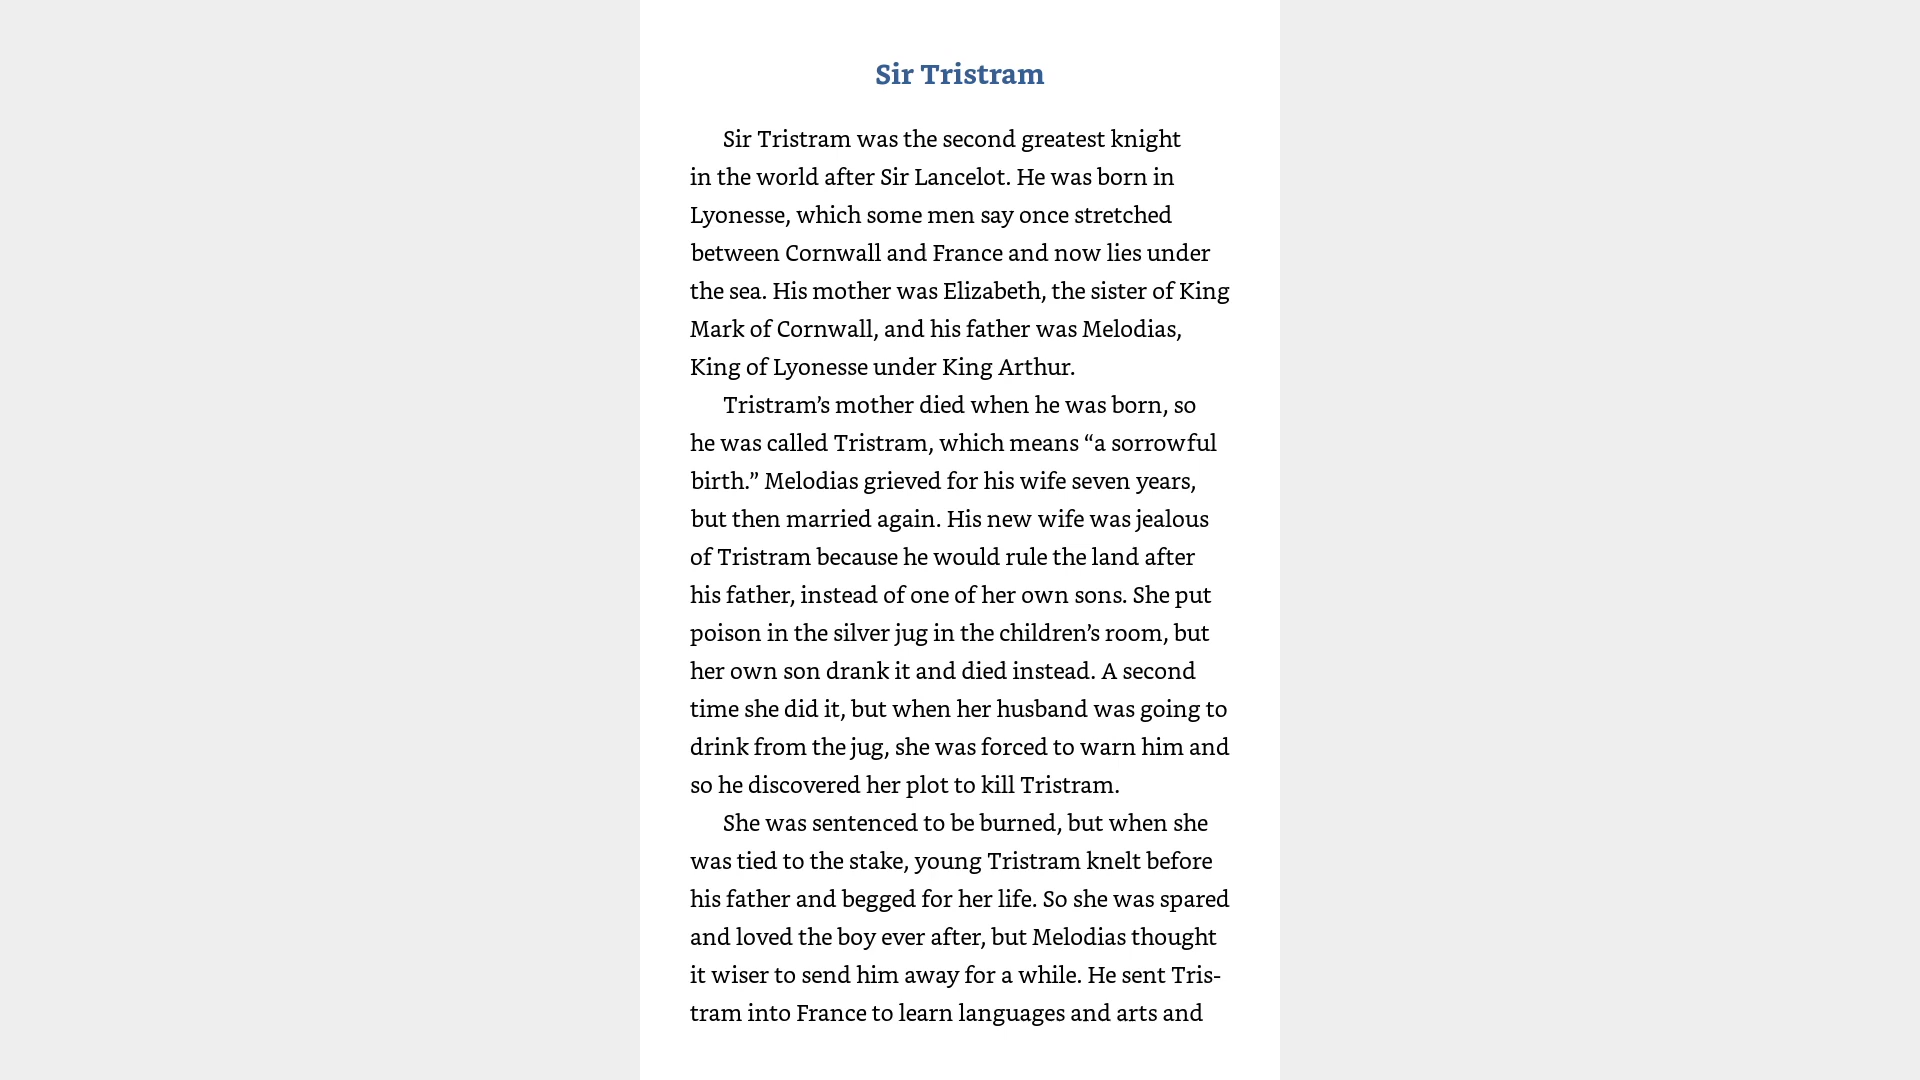 Sir Tristram
Sir Tristram was the second greatest knight
in the world after Sir Lancelot. He was born in
Lyonesse, which some men say once stretched
between Cornwall and France and now lies under
the sea. His mother was Elizabeth, the sister of King
Mark of Cornwall, and his father was Melodias,
King of Lyonesse under King Arthur.
Tristram’s mother died when he was born, so
he was called Tristram, which means “a sorrowful
birth.” Melodias grieved for his wife seven years,
but then married again. His new wife was jealous
of Tristram because he would rule the land after
his father, instead of one of her own sons. She put
poison in the silver jug in the children’s room, but
her own son drank it and died instead. A second
time she did it, but when her husband was going to
drink from the jug, she was forced to warn him and
so he discovered her plot to kill Tristram.
She was sentenced to be burned, but when she
was tied to the stake, young Tristram knelt before
his father and begged for her life. So she was spared
and loved the boy ever after, but Melodias thought
it wiser to send him away for a while. He sent Tris-
tram into France to learn languages and arts and